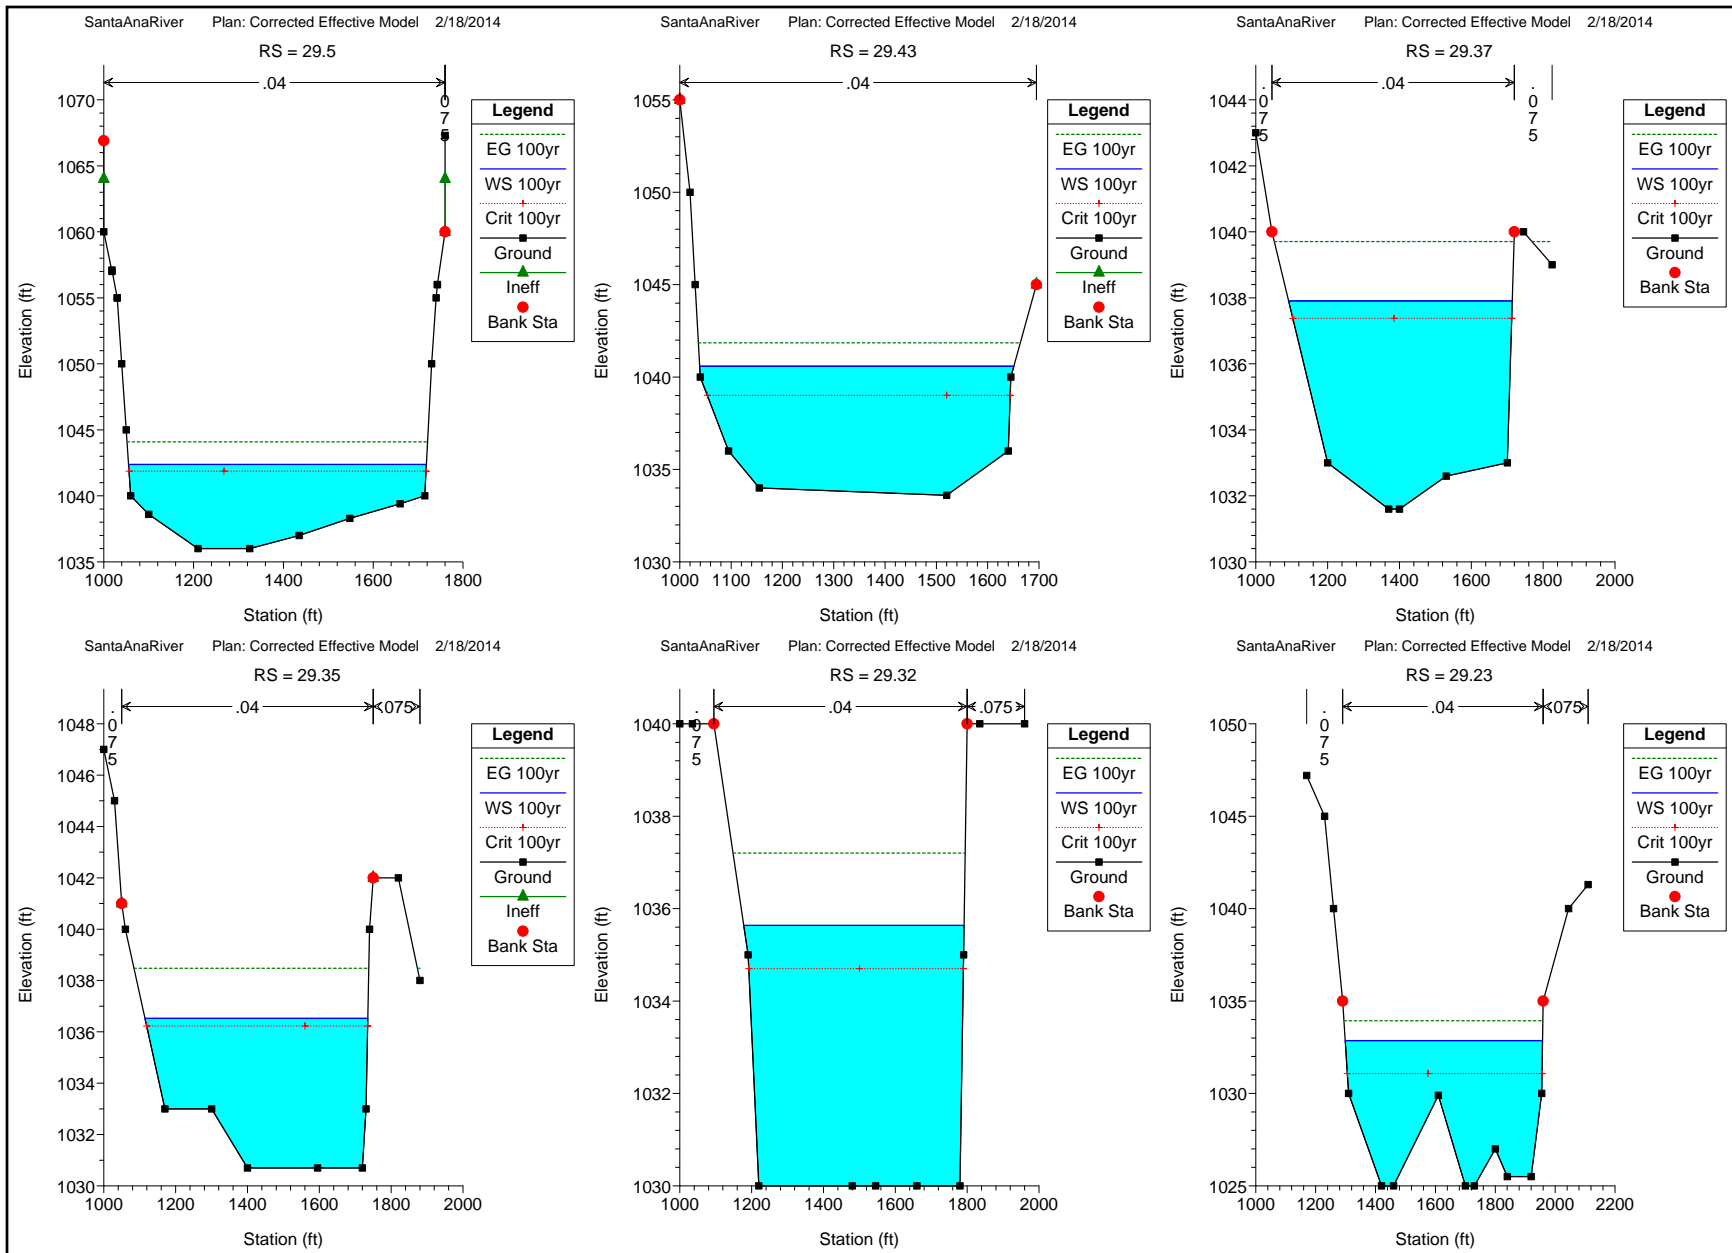 SantaAnaRiver Plan: Corrected Effective Model 2/18/2014
RS = 29.5
.04
.075
1070
1065
1060
1055
1050
1045
1040
1035
1000 1200 1400 1600 1800
Station (ft)
Elevation (ft)
Legend
EG 100yr
WS 100yr
Crit 100yr
Ground
Ineff
Bank Sta
SantaAnaRiver Plan: Corrected Effective Model 2/18/2014
RS = 29.43
.04
1055
1050
1045
1040
1035
1030
1000 1100 1200 1300 1400 1500 1600 1700
Station (ft)
Elevation (ft)
Legend
EG 100yr
WS 100yr
Crit 100yr
Ground
Ineff
Bank Sta
SantaAnaRiver Plan: Corrected Effective Model 2/18/2014
RS = 29.37
.075
.04
.075
1044
1042
1040
1038
1036
1034
1032
1030
1000 1200 1400 1600 1800 2000
Station (ft)
Elevation (ft)
Legend
EG 100yr
WS 100yr
Crit 100yr
Ground
Bank Sta
SantaAnaRiver Plan: Corrected Effective Model 2/18/2014
RS = 29.35
.075
.04
.075
1048
1046
1044
1042
1040
1038
1036
1034
1032
1030
1000 1200 1400 1600 1800 2000
Station (ft)
Elevation (ft)
Legend
EG 100yr
WS 100yr
Crit 100yr
Ground
Ineff
Bank Sta
SantaAnaRiver Plan: Corrected Effective Model 2/18/2014
RS = 29.32
.075
.04
.075
1040
1038
1036
1034
1032
1030
1000 1200 1400 1600 1800 2000
Station (ft)
Elevation (ft)
Legend
EG 100yr
WS 100yr
Crit 100yr
Ground
Bank Sta
SantaAnaRiver Plan: Corrected Effective Model 2/18/2014
RS = 29.23
.075
.04
.075
1050
1045
1040
1035
1030
1025
1000 1200 1400 1600 1800 2000 2200
Station (ft)
Elevation (ft)
Legend
EG 100yr
WS 100yr
Crit 100yr
Ground
Bank Sta